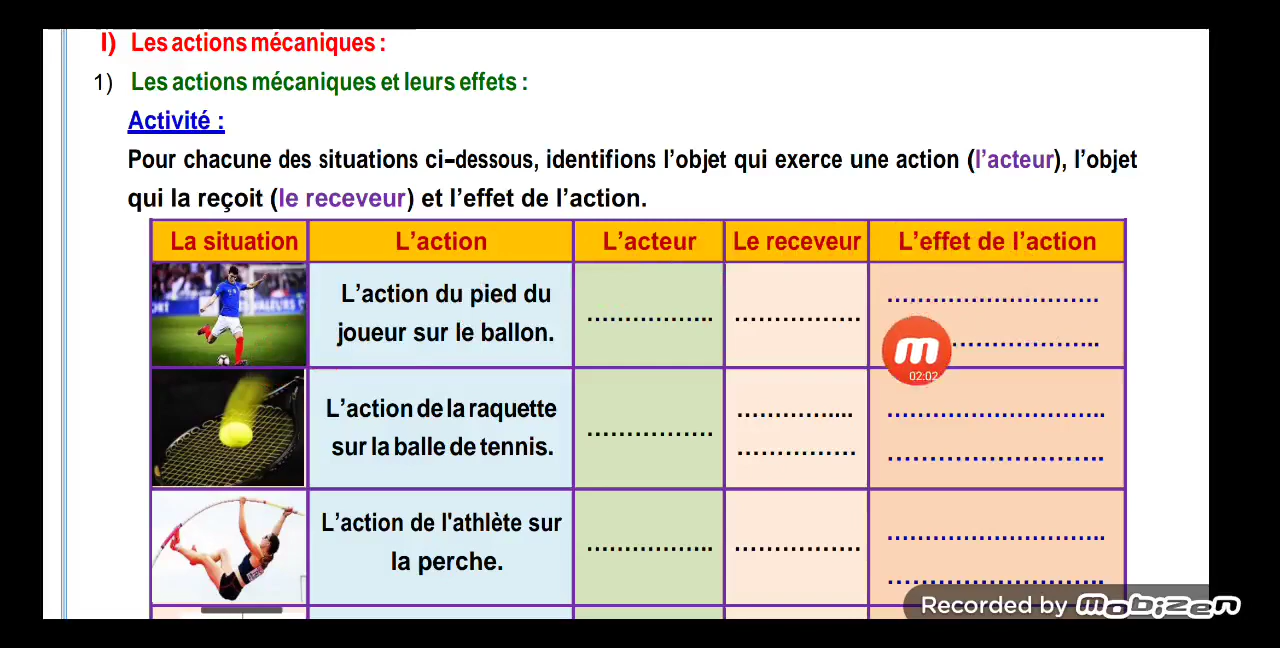 I) Les actions mécaniques :
1) Les actions mécaniques et leurs effets :
Activité :
Pour chacune des situations ci-dessous, identifions l’objet qui exerce une action (l’acteur), l’objet
qui la reçoit (le receveur) et l’effet de l’action.
La situation L’action L’acteur Le receveur L’effet de l’action
L’action du pied du
joueur sur le ballon.
................. ................. ............................
...................
02:02
L’action de la raquette
sur la balle de tennis.
................. ................ .............................
................ .............................
L’action de l'athlète sur
la perche.
................. ................. .............................
.............................
Recorded by mobizen